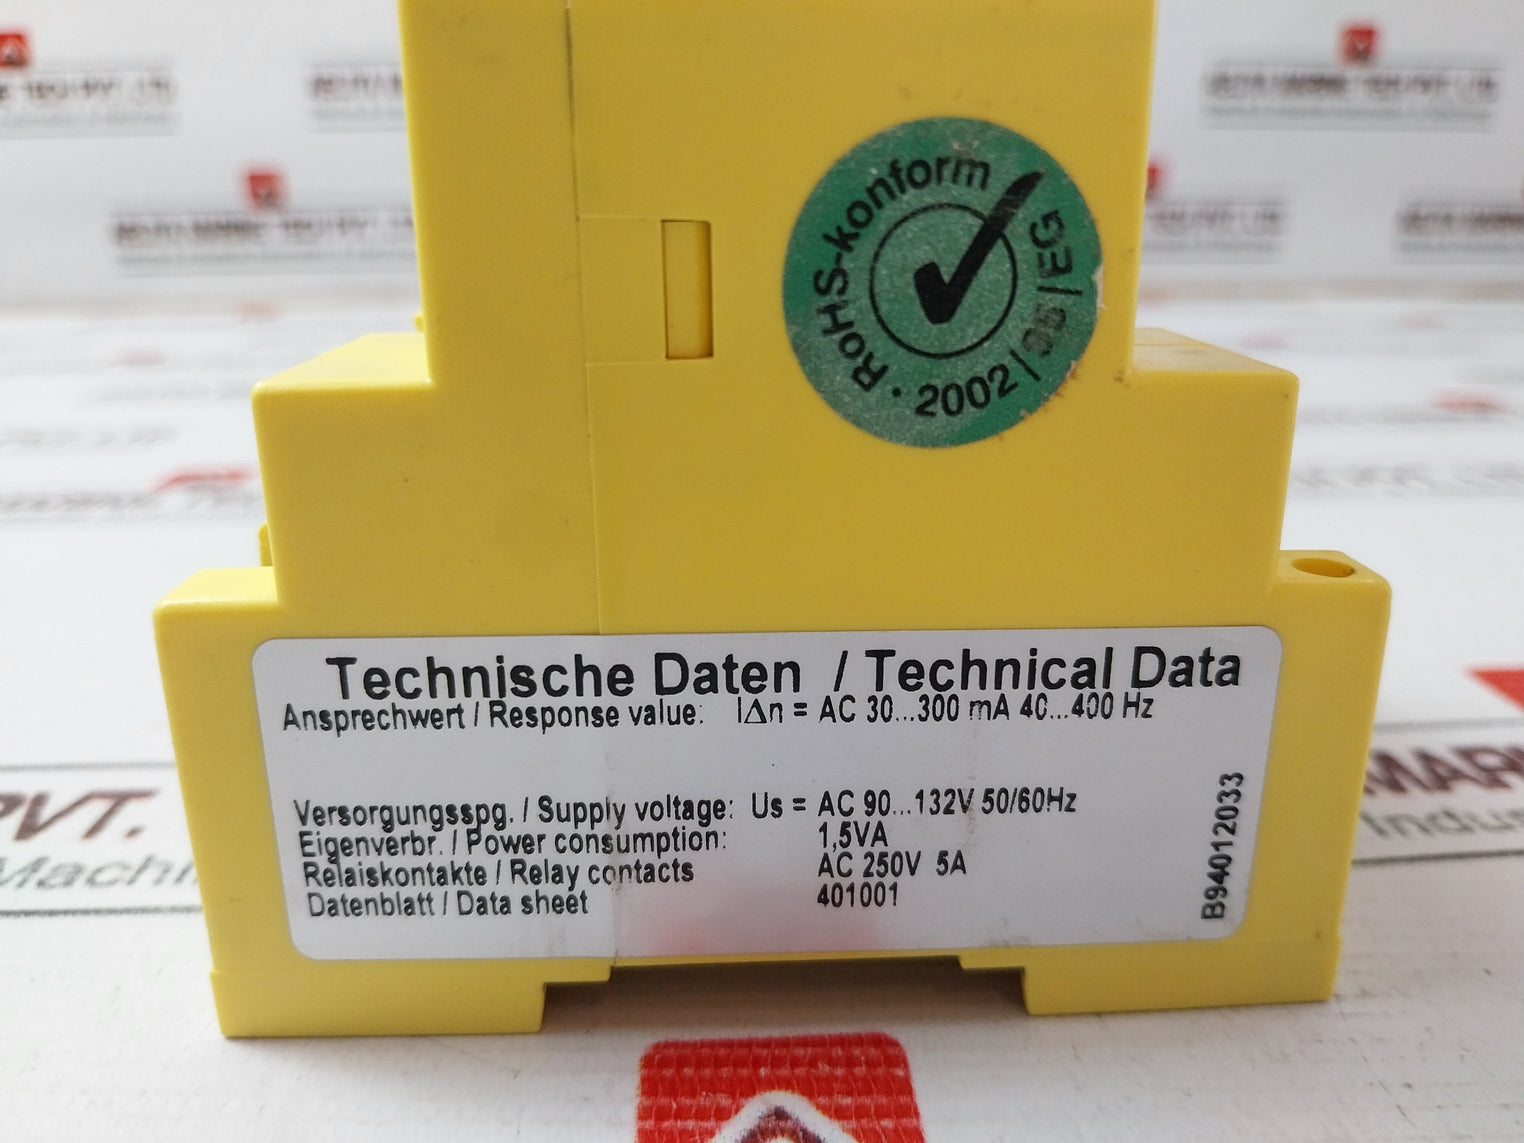 RoHS-konform · 2002 | 95 | EG
Technische Daten / Technical Data
Ansprechwert / Response value: I∆n = AC 30...300 mA 40...400 Hz
Versorgungsspg. / Supply voltage: Us = AC 90...132V 50/60Hz
Eigenverbr. / Power consumption: 1,5VA
Relaiskontakte / Relay contacts AC 250V 5A
Datenblatt / Data sheet 401001
B94012033
PVT.